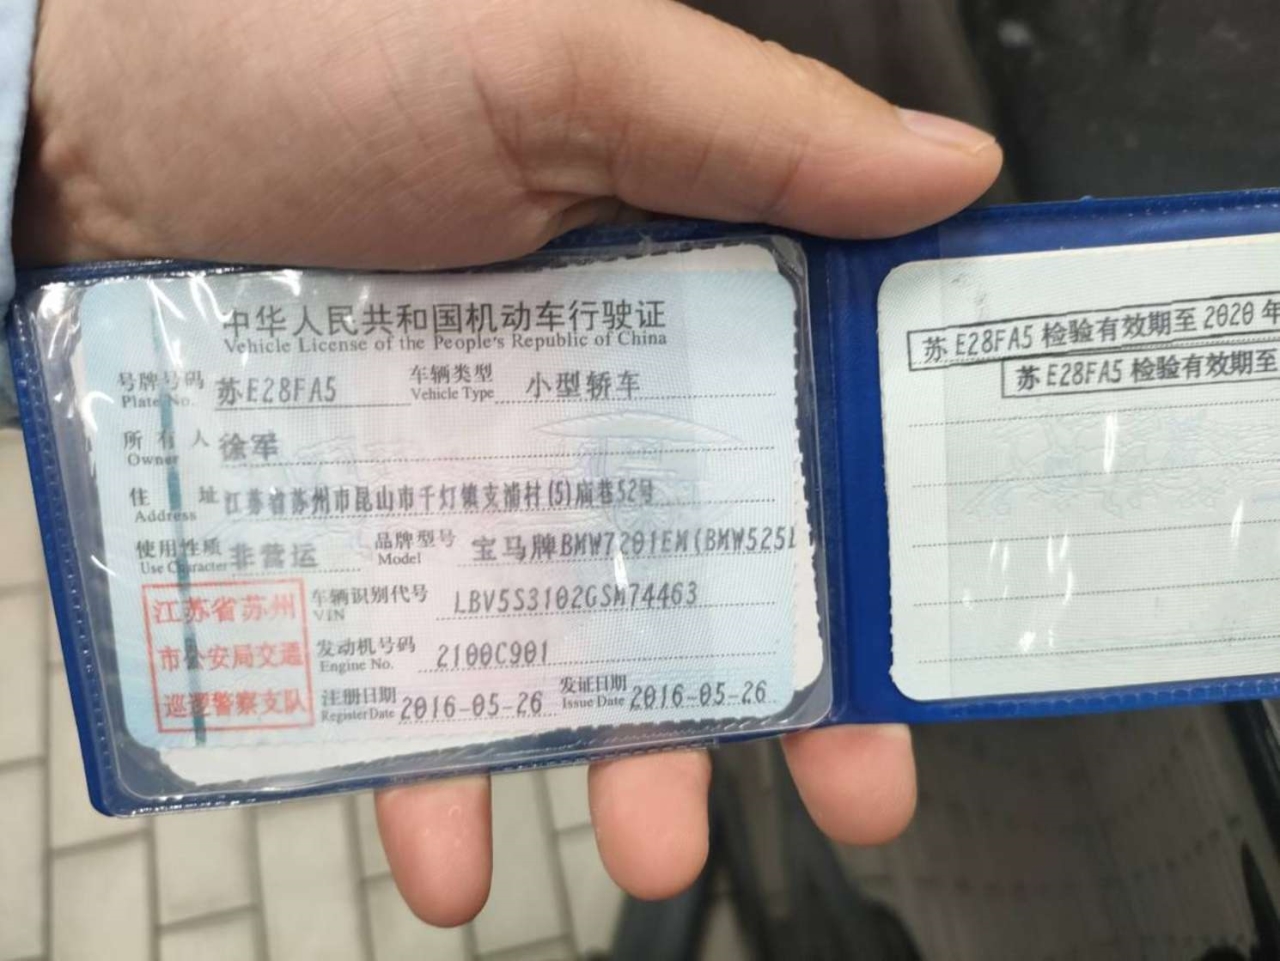 中华人民共和国机动车行驶证
Vehicle License of the People's Republic of China
号牌号码 苏E28FA5 车辆类型 小型轿车
Plate No. Vehicle Type
所有人 徐军
Owner
住址 江苏省苏州市昆山市千灯镇支浦村(5)庙巷52号
Address
使用性质 非营运 品牌型号 宝马牌BMW7201EM(BMW525L
Use Character Model
车辆识别代号 LBV5S3102GSM74463
VIN
发动机号码 2100C901
Engine No.
注册日期 2016-05-26 发证日期 2016-05-26
Register Date Issue Date
江苏省苏州
市公安局交通
巡逻警察支队
苏E28FA5检验有效期至2020年
苏E28FA5检验有效期至